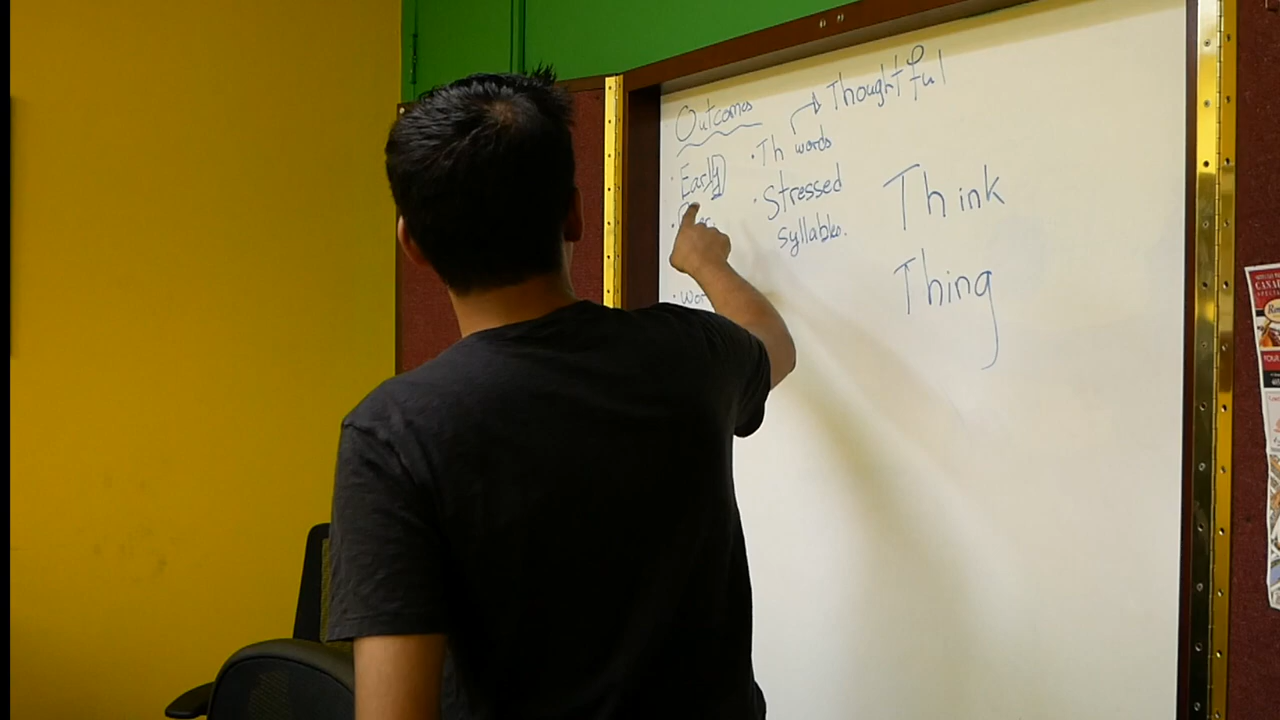 Outcomes
Early
• Th words
Thoughtful
• Stressed
syllables.
Think
Thing